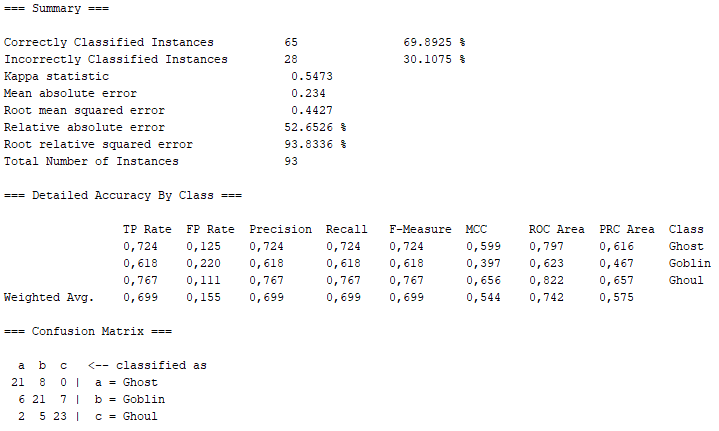 === Summary ===
Correctly Classified Instances 65 69.8925 %
Incorrectly Classified Instances 28 30.1075 %
Kappa statistic 0.5473
Mean absolute error 0.234
Root mean squared error 0.4427
Relative absolute error 52.6526 %
Root relative squared error 93.8336 %
Total Number of Instances 93
=== Detailed Accuracy By Class ===
TP Rate FP Rate Precision Recall F-Measure MCC ROC Area PRC Area Class
0,724 0,125 0,724 0,724 0,724 0,599 0,797 0,616 Ghost
0,618 0,220 0,618 0,618 0,618 0,397 0,623 0,467 Goblin
0,767 0,111 0,767 0,767 0,767 0,656 0,822 0,657 Ghoul
Weighted Avg. 0,699 0,155 0,699 0,699 0,699 0,544 0,742 0,575
=== Confusion Matrix ===
a b c <-- classified as
21 8 0 | a = Ghost
6 21 7 | b = Goblin
2 5 23 | c = Ghoul